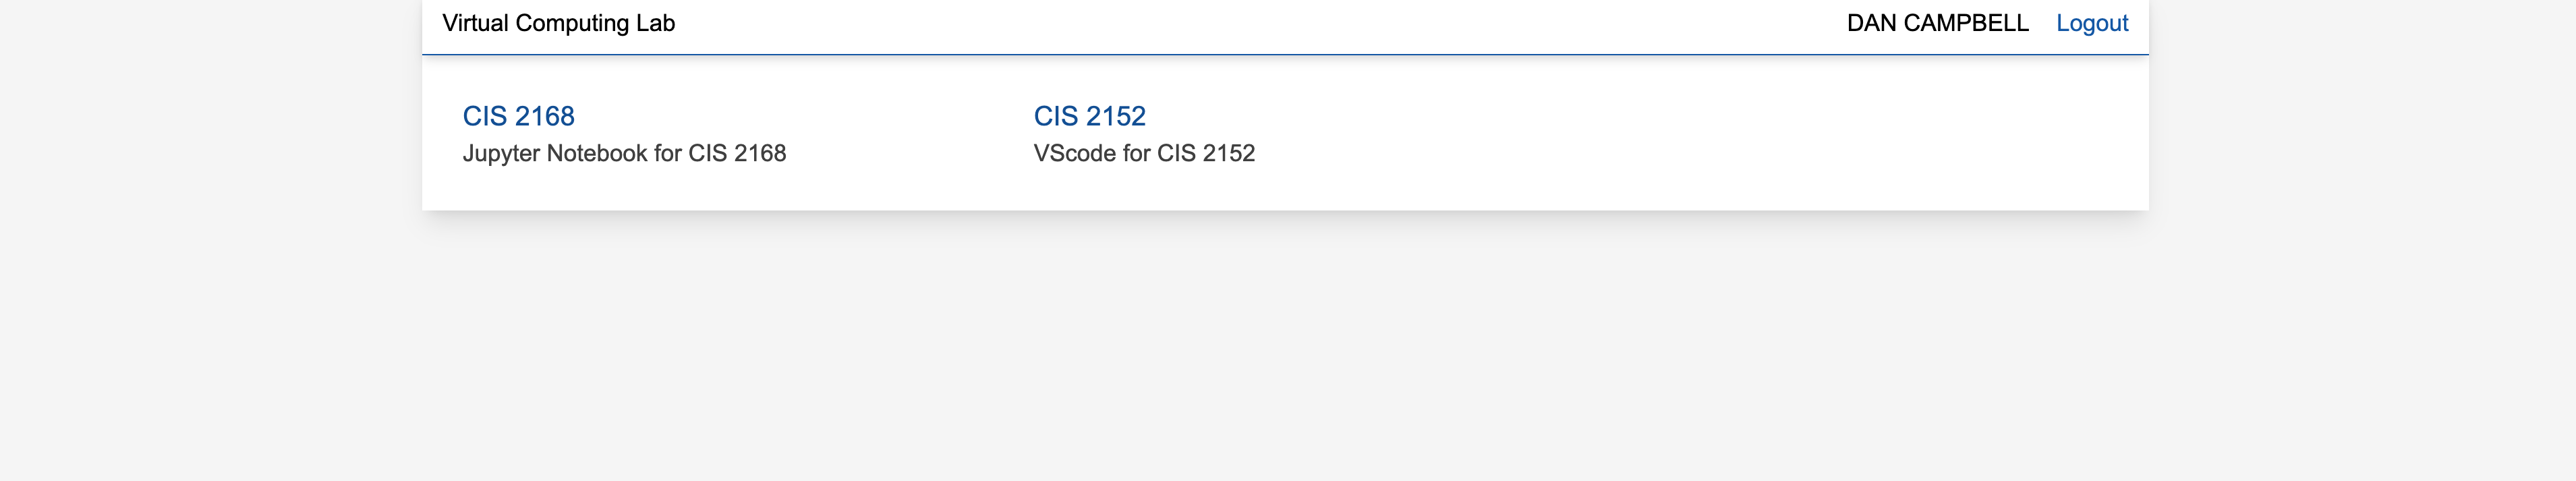 Virtual Computing Lab
DAN CAMPBELL Logout
CIS 2168
Jupyter Notebook for CIS 2168
CIS 2152
VScode for CIS 2152